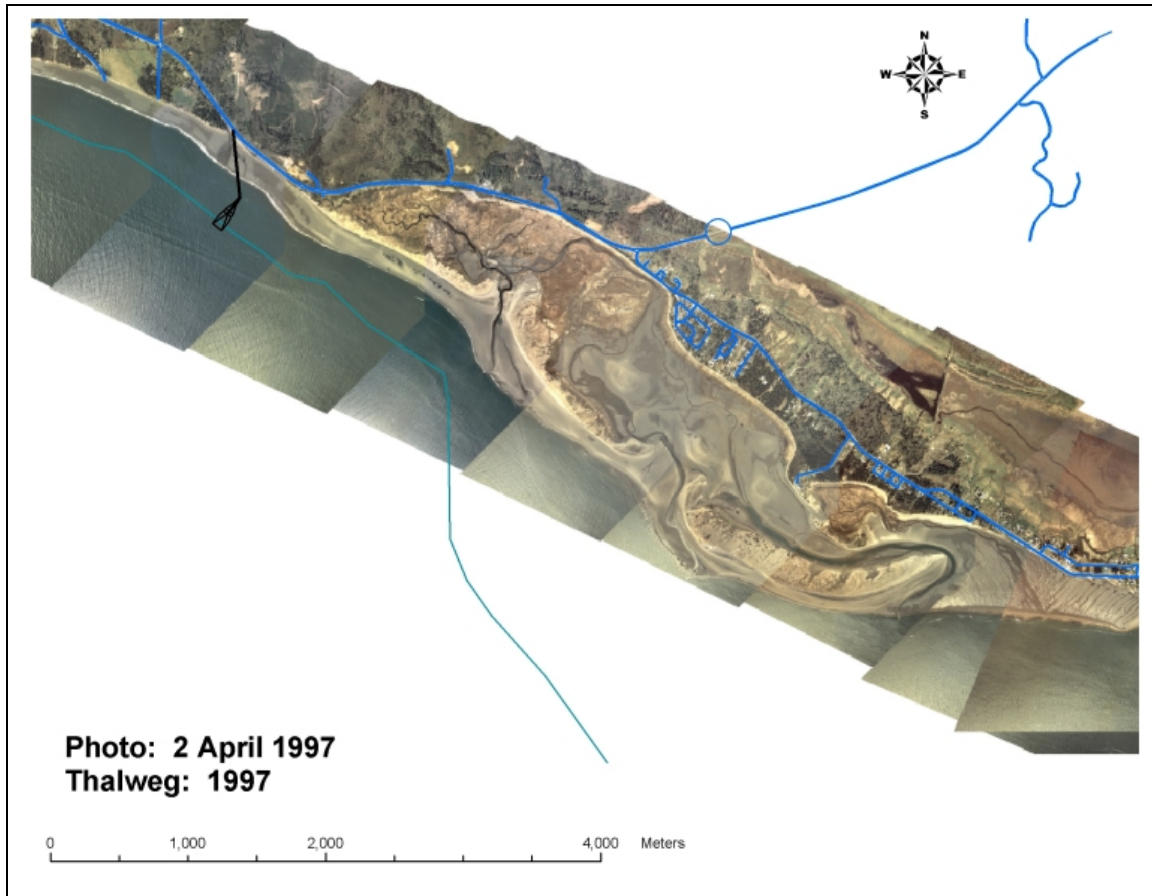 N
W E
S
Photo: 2 April 1997
Thalweg: 1997
0 1,000 2,000 4,000 Meters